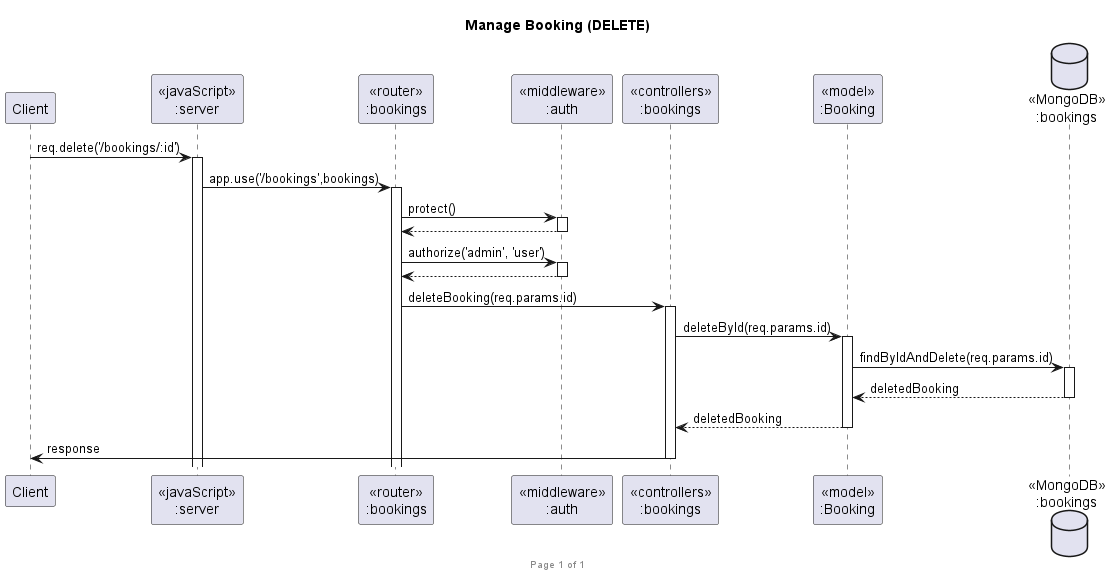 Manage Booking (DELETE)
Client
«javaScript»
:server
«router»
:bookings
«middleware»
:auth
«controllers»
:bookings
«model»
:Booking
«MongoDB»
:bookings
req.delete('/bookings/:id')
app.use('/bookings',bookings)
protect()
authorize('admin', 'user')
deleteBooking(req.params.id)
deleteById(req.params.id)
findByIdAndDelete(req.params.id)
deletedBooking
deletedBooking
response
Client
«javaScript»
:server
«router»
:bookings
«middleware»
:auth
«controllers»
:bookings
«model»
:Booking
«MongoDB»
:bookings
Page 1 of 1